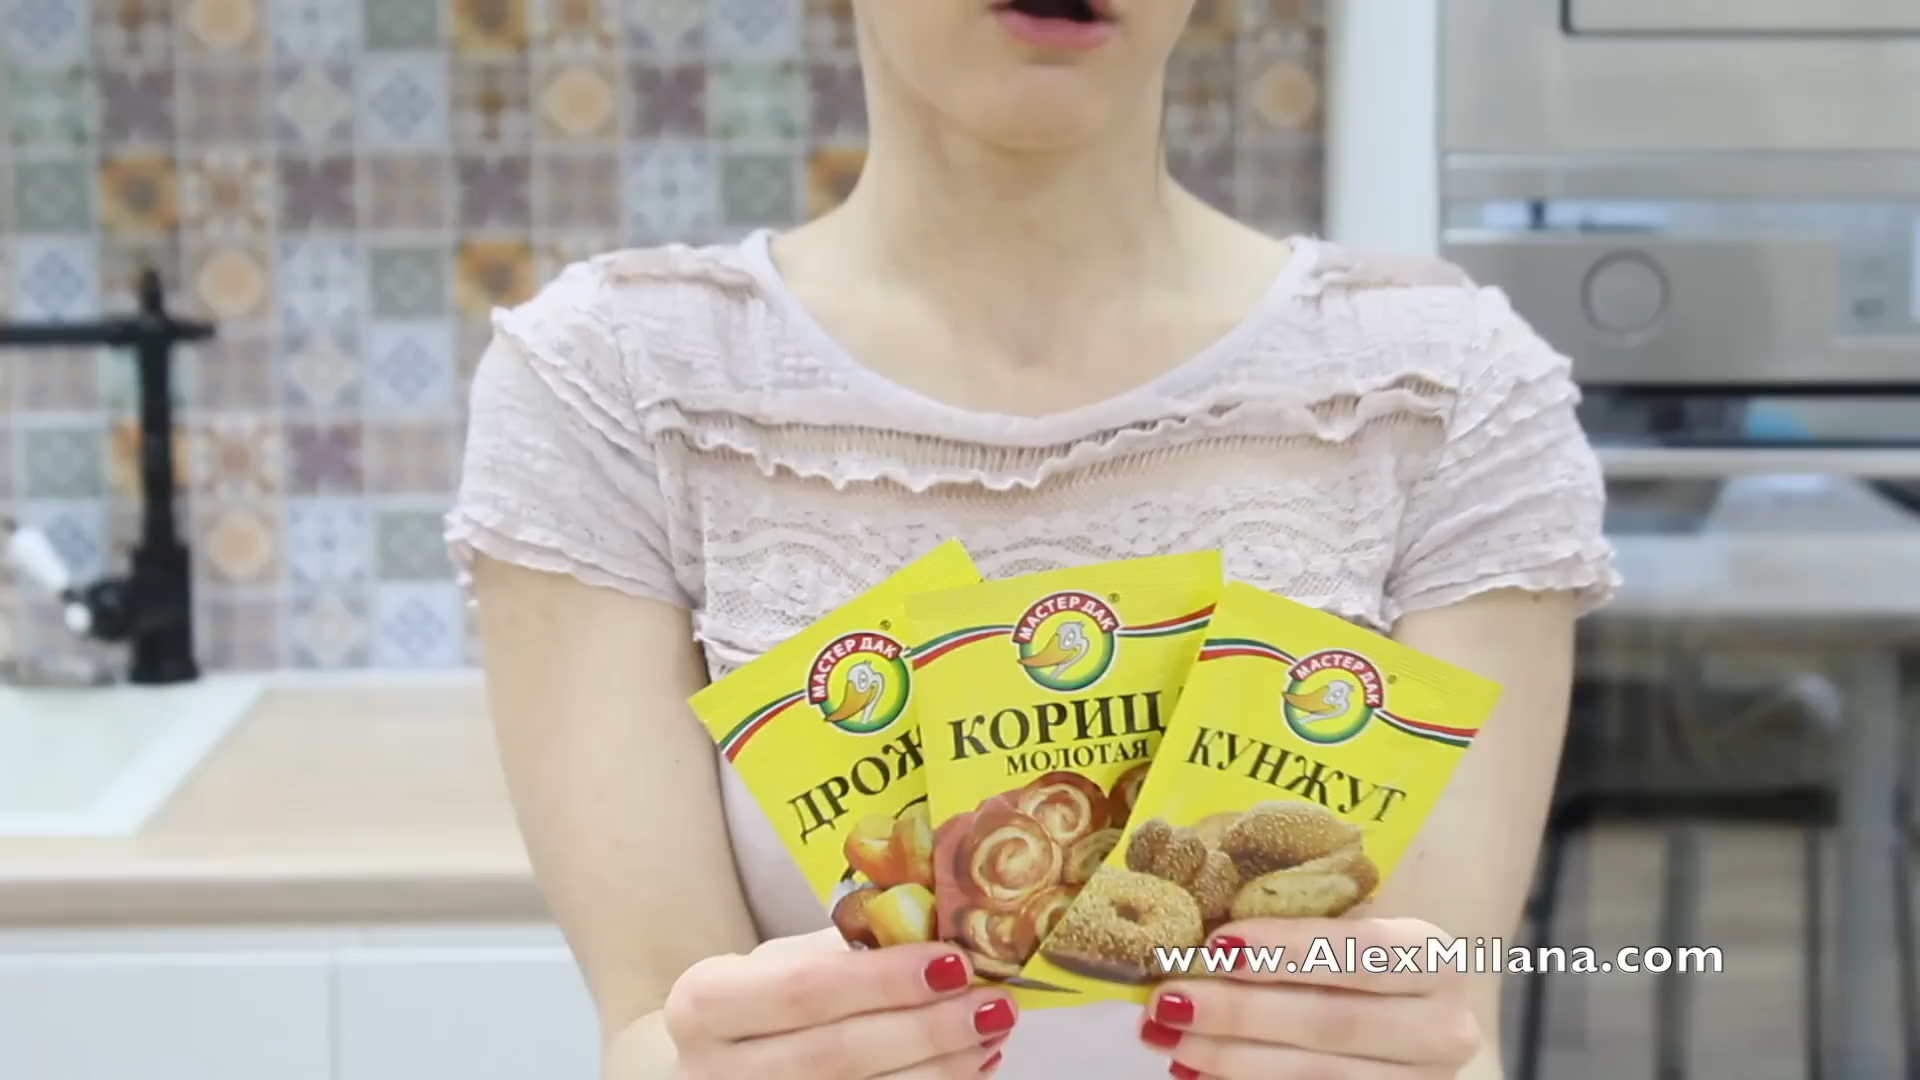 МАСТЕР ДАК
ДРОЖ
МАСТЕР ДАК
®
КОРИЦ
МОЛОТАЯ
МАСТЕР ДАК
КУНЖУТ
www.AlexMilana.com